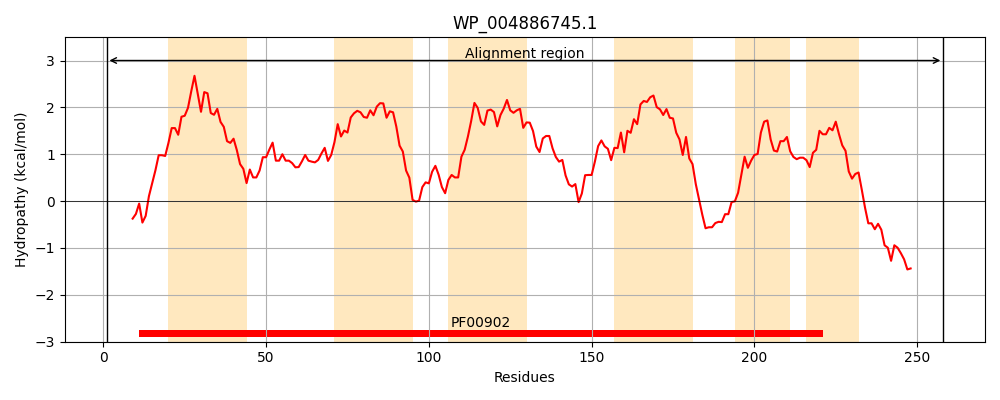 WP_004886745.1
Alignment region
Hydropathy (kcal/mol)
3
2
1
0
−1
−2
−3
PF00902
0 50 100 150 200 250
Residues